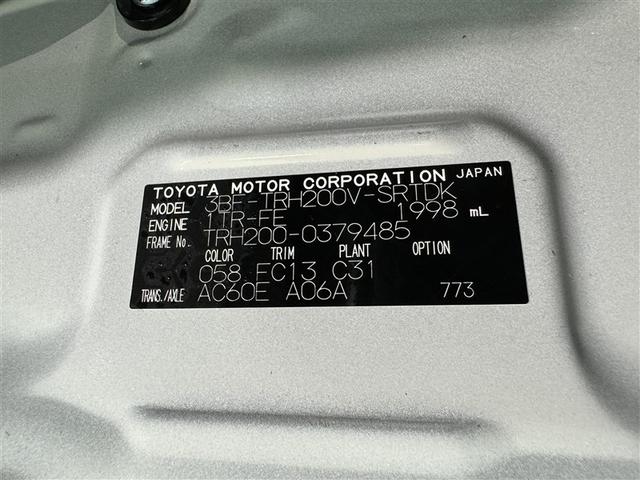 TOYOTA MOTOR CORPORATION JAPAN
MODEL 3BF-TRH200V-SRTDK
ENGINE 1TR-FE 1998 mL
FRAME No. TRH200-0379485
COLOR TRIM PLANT OPTION
058 FC13 C31
TRANS./AXLE AC60E A06A 773